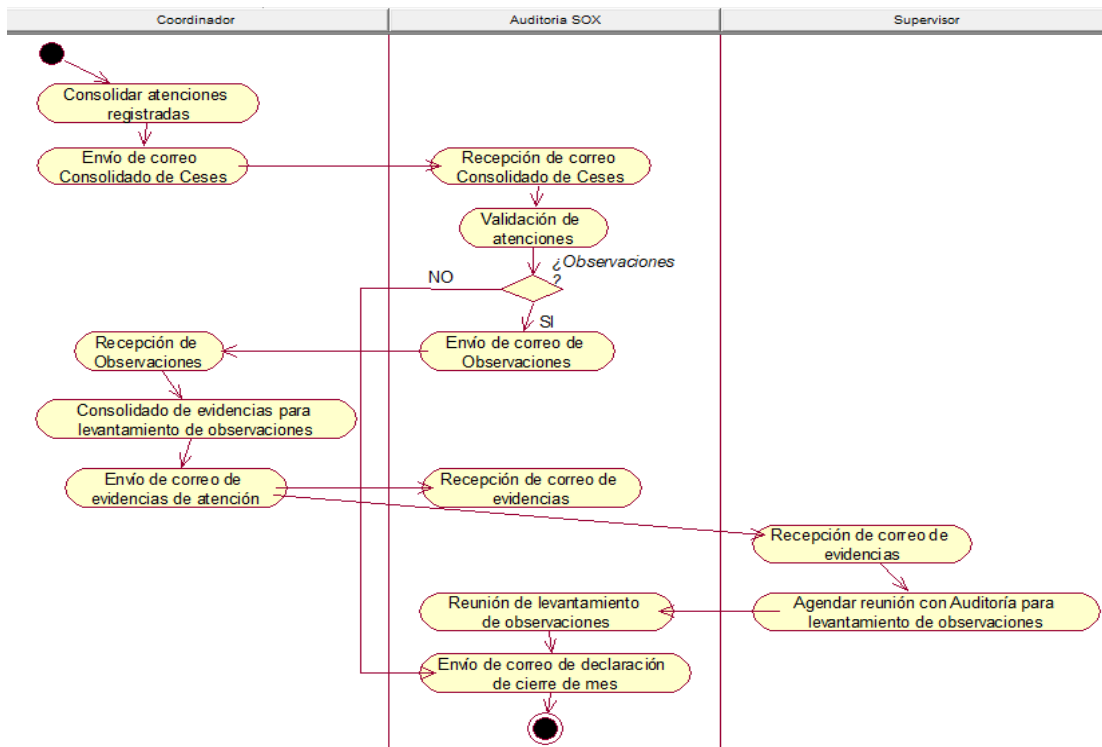 Coordinador
Auditoria SOX
Supervisor
Consolidar atenciones
registradas
Envío de correo
Consolidado de Ceses
Recepción de correo
Consolidado de Ceses
Validación de
atenciones
¿Observaciones
?
NO
SI
Envío de correo de
Observaciones
Recepción de
Observaciones
Consolidado de evidencias para
levantamiento de observaciones
Envío de correo de
evidencias de atención
Recepción de correo de
evidencias
Recepción de correo de
evidencias
Agendar reunión con Auditoría para
levantamiento de observaciones
Reunión de levantamiento
de observaciones
Envío de correo de declaración
de cierre de mes